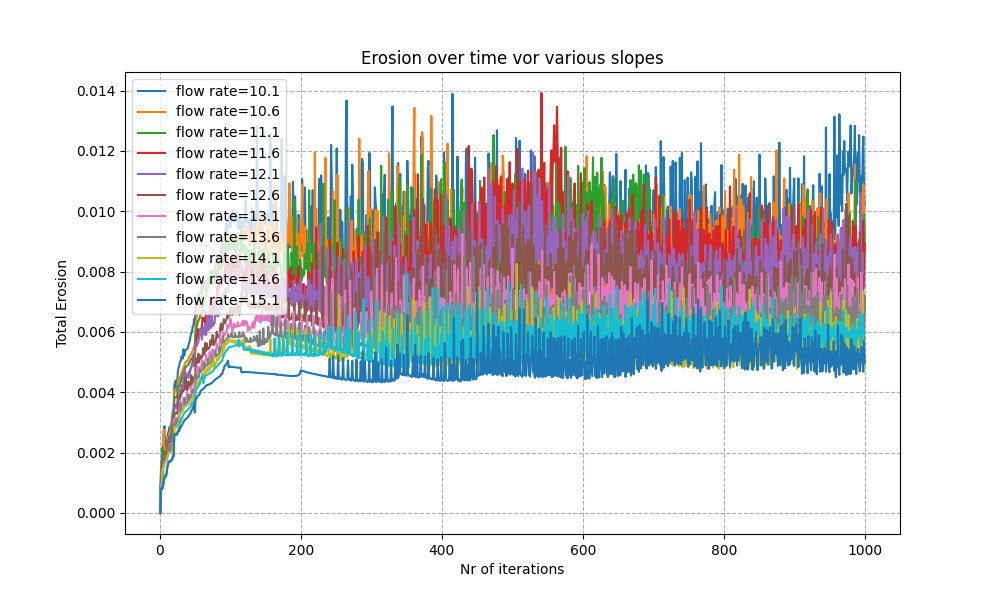 Erosion over time vor various slopes
flow rate=10.1
flow rate=10.6
flow rate=11.1
flow rate=11.6
flow rate=12.1
flow rate=12.6
flow rate=13.1
flow rate=13.6
flow rate=14.1
flow rate=14.6
flow rate=15.1
Total Erosion
0.014
0.012
0.010
0.008
0.006
0.004
0.002
0.000
0 200 400 600 800 1000
Nr of iterations